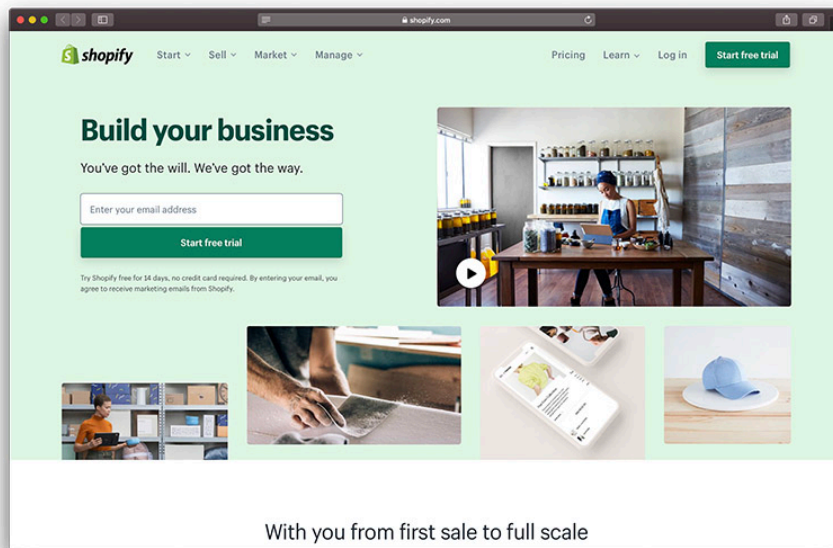 shopify.com
shopify
Start
Sell
Market
Manage
Pricing
Learn
Log in
Start free trial
Build your business
You've got the will. We've got the way.
Enter your email address
Start free trial
Try Shopify free for 14 days, no credit card required. By entering your email, you
agree to receive marketing emails from Shopify.
With you from first sale to full scale